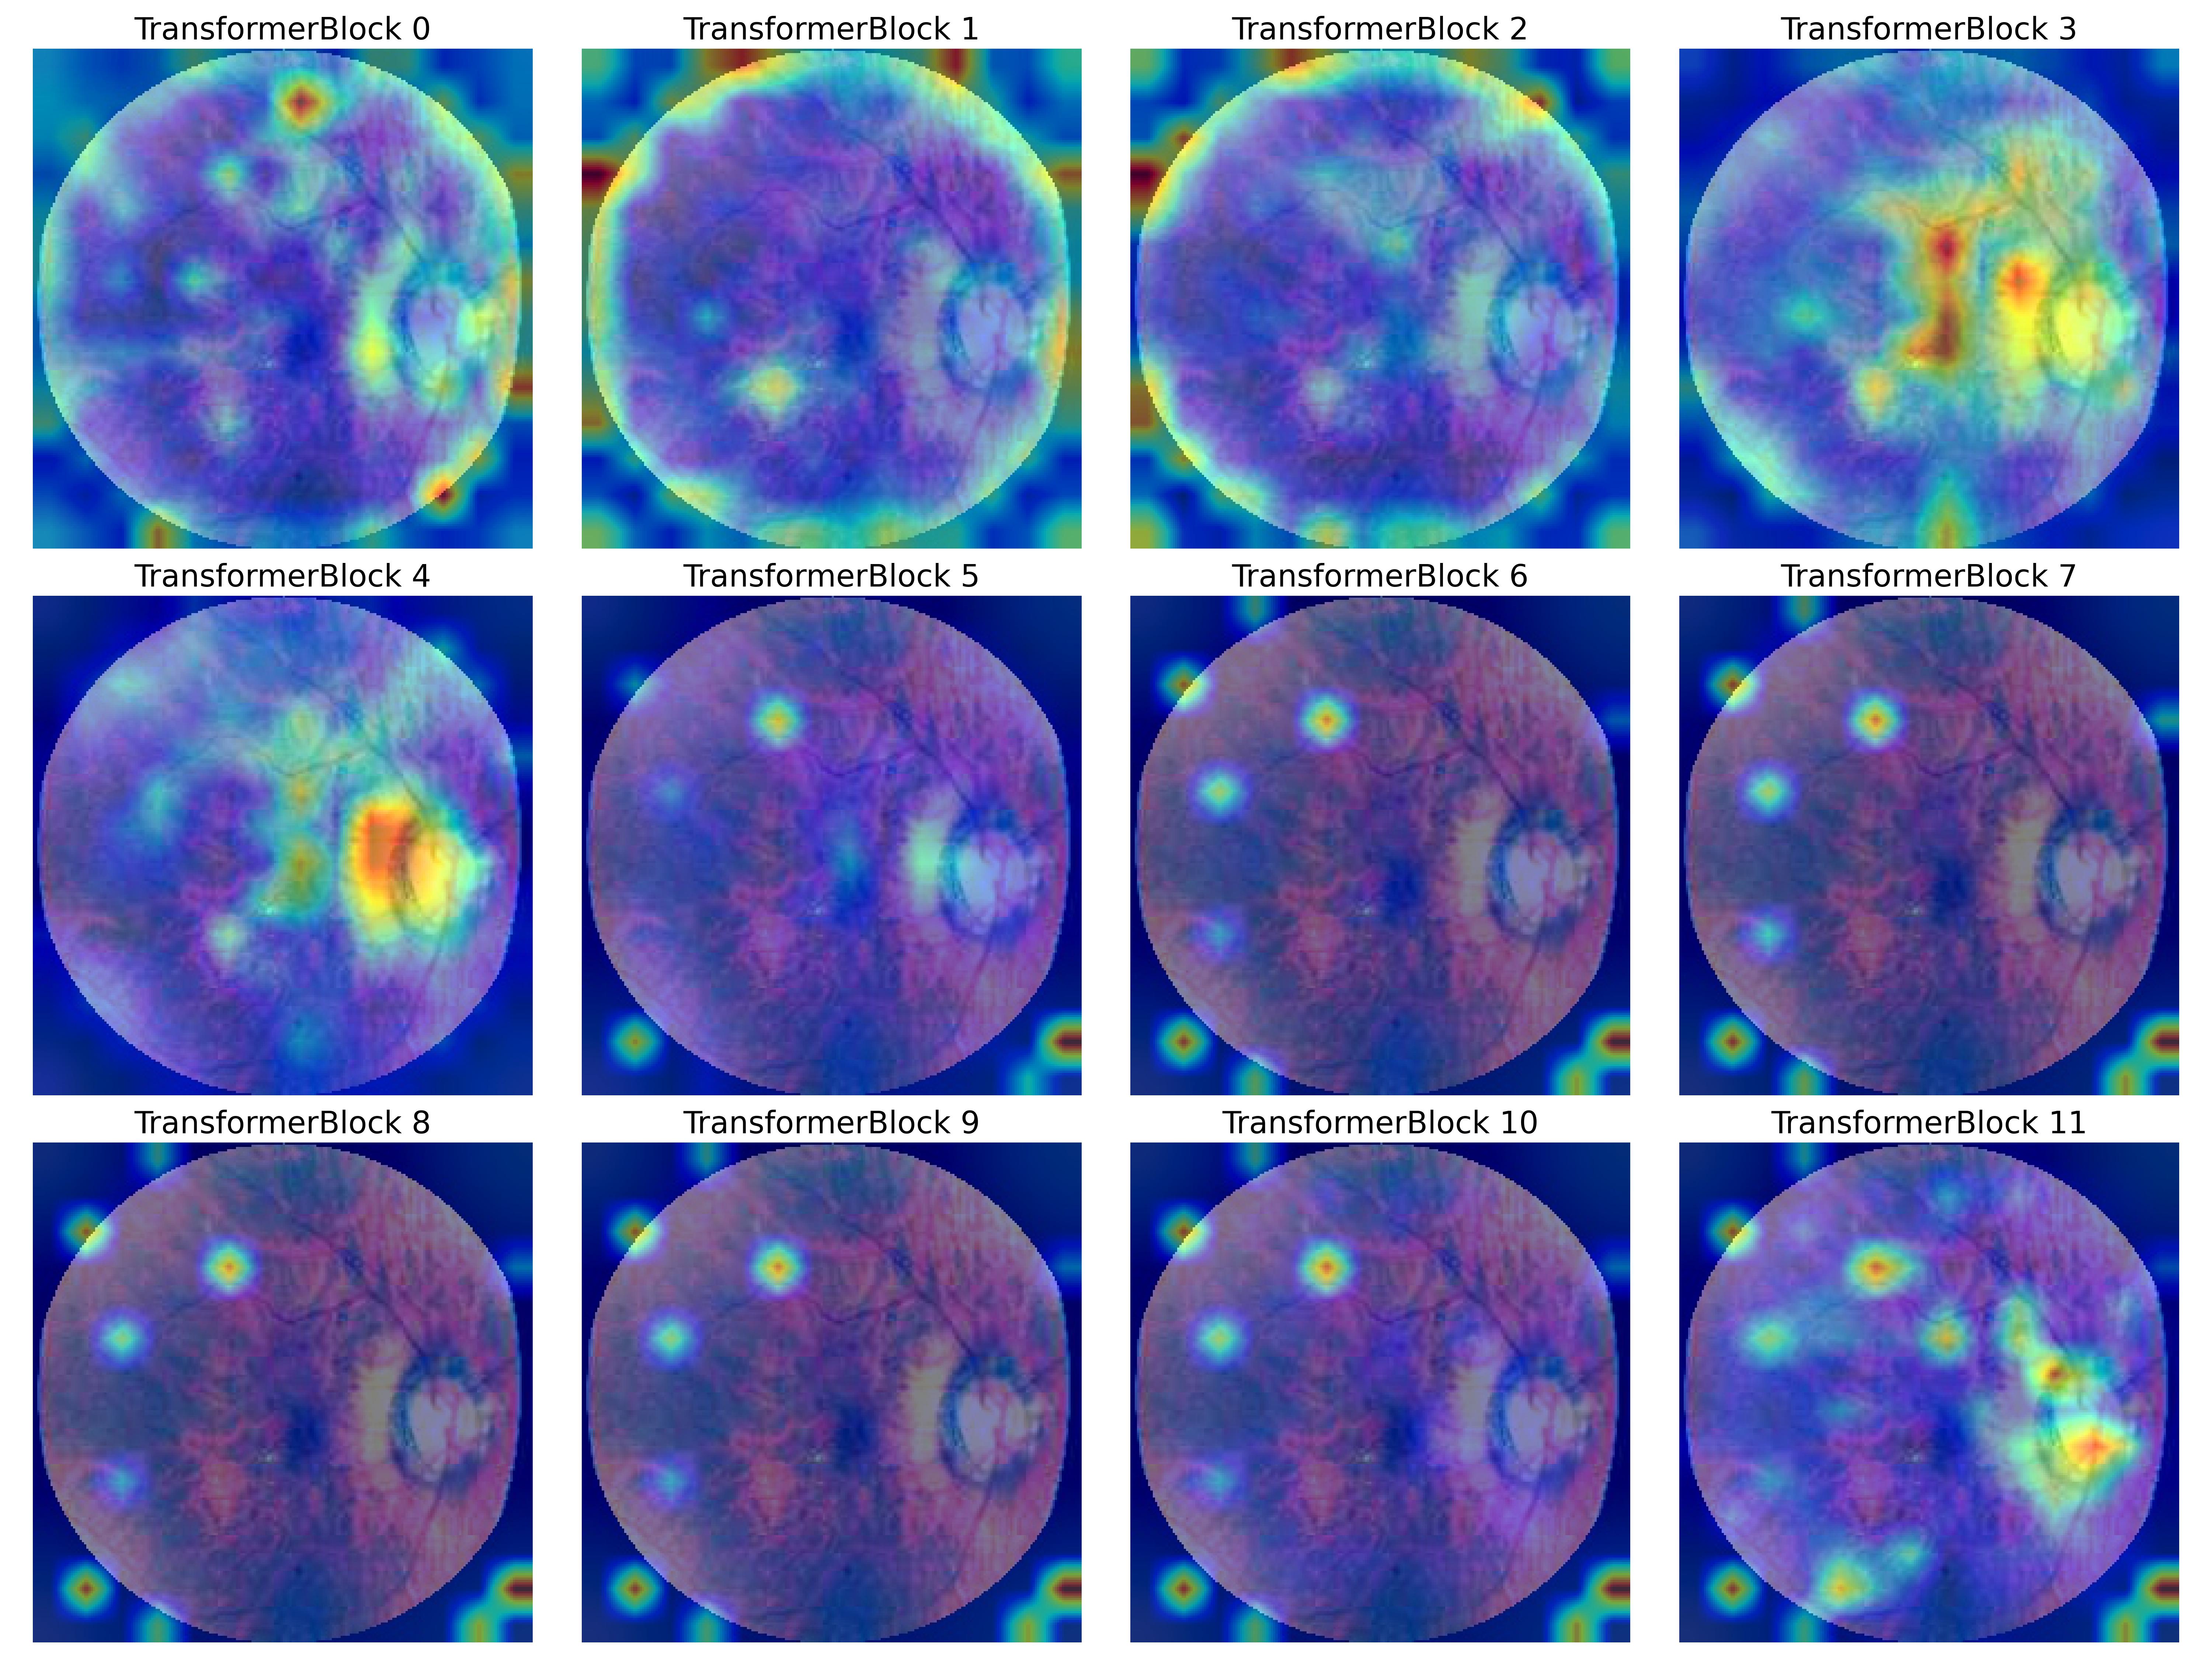 TransformerBlock 0
TransformerBlock 1
TransformerBlock 2
TransformerBlock 3
TransformerBlock 4
TransformerBlock 5
TransformerBlock 6
TransformerBlock 7
TransformerBlock 8
TransformerBlock 9
TransformerBlock 10
TransformerBlock 11